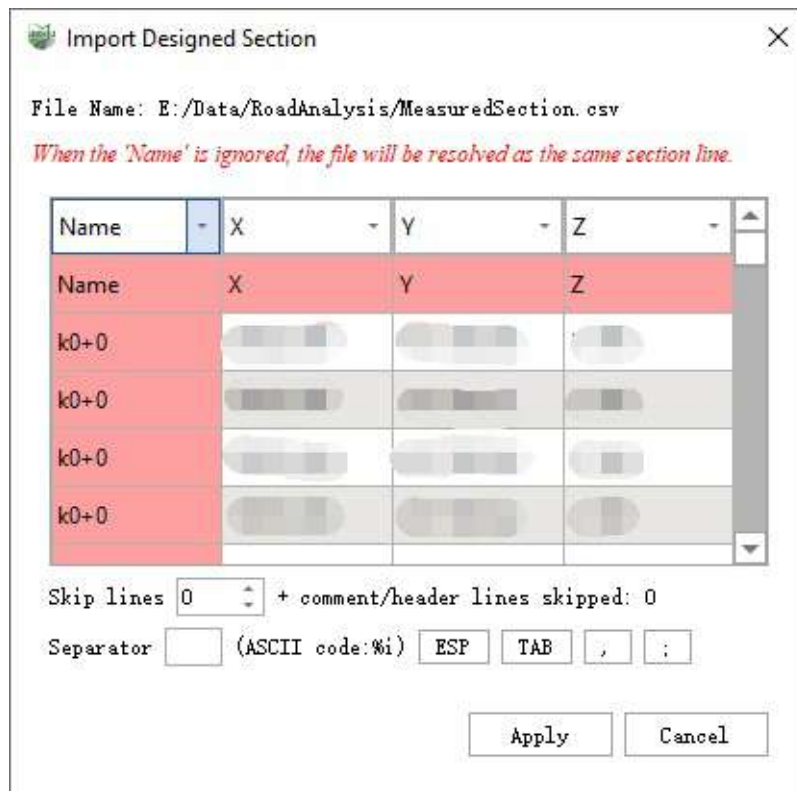 Import Designed Section
File Name: E:/Data/RoadAnalysis/MeasuredSection.csv
When the 'Name' is ignored, the file will be resolved as the same section line.
Name X Y Z
Name X Y Z
k0+0
k0+0
k0+0
k0+0
Skip lines 0 + comment/header lines skipped: 0
Separator (ASCII code:%i) ESP TAB , ;
Apply Cancel